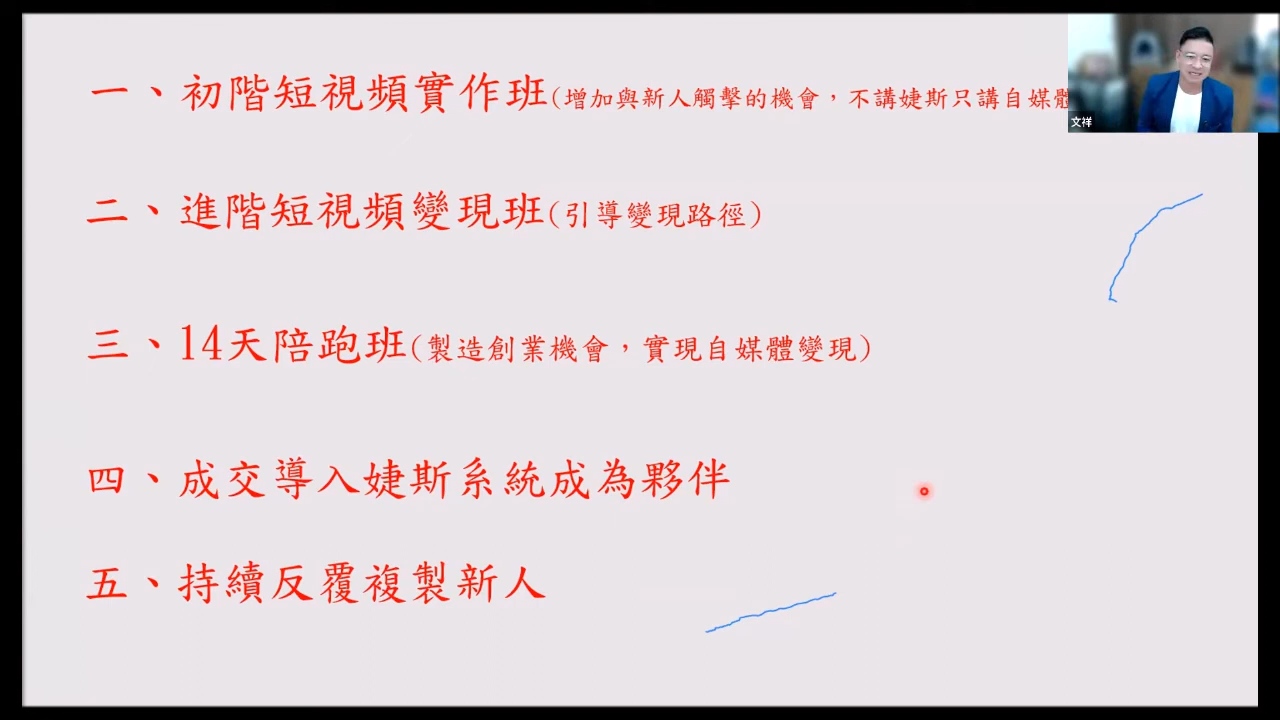 一、初階短視頻實作班(增加與新人觸擊的機會，不講婕斯只講自媒體
二、進階短視頻變現班(引導變現路徑)
三、14天陪跑班(製造創業機會，實現自媒體變現)
四、成交導入婕斯系統成為夥伴
五、持續反覆複製新人
文祥